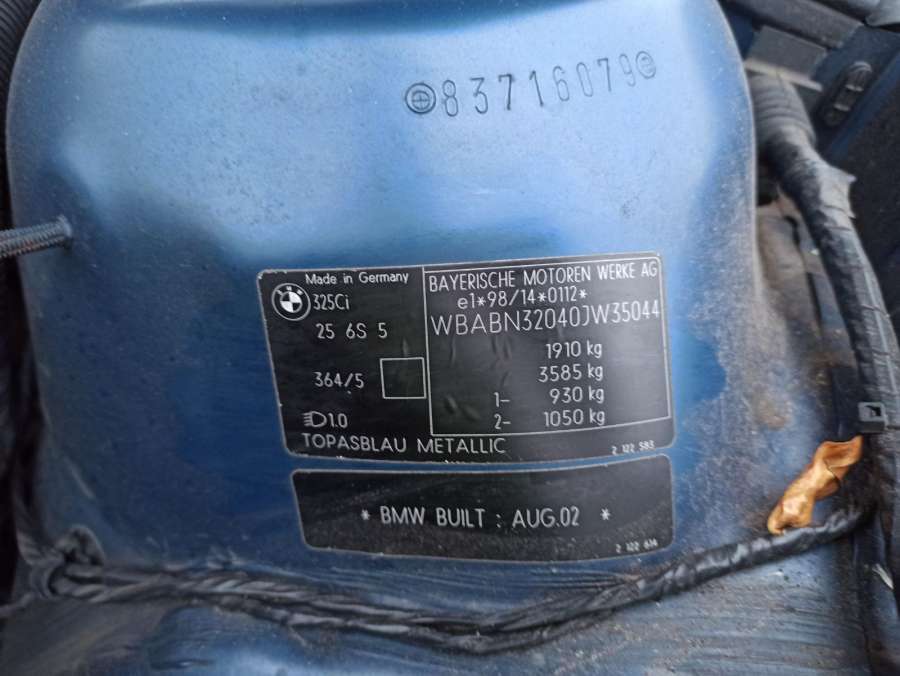 83716079
Made in Germany
BMW
325Ci
25 6S 5
364/5
1.0
TOPASBLAU METALLIC
BAYERISCHE MOTOREN WERKE AG
e1*98/14*0112*
WBABN32040JW35044
1910 kg
3585 kg
1- 930 kg
2- 1050 kg
2 122 583
* BMW BUILT : AUG.02 *
2 122 614